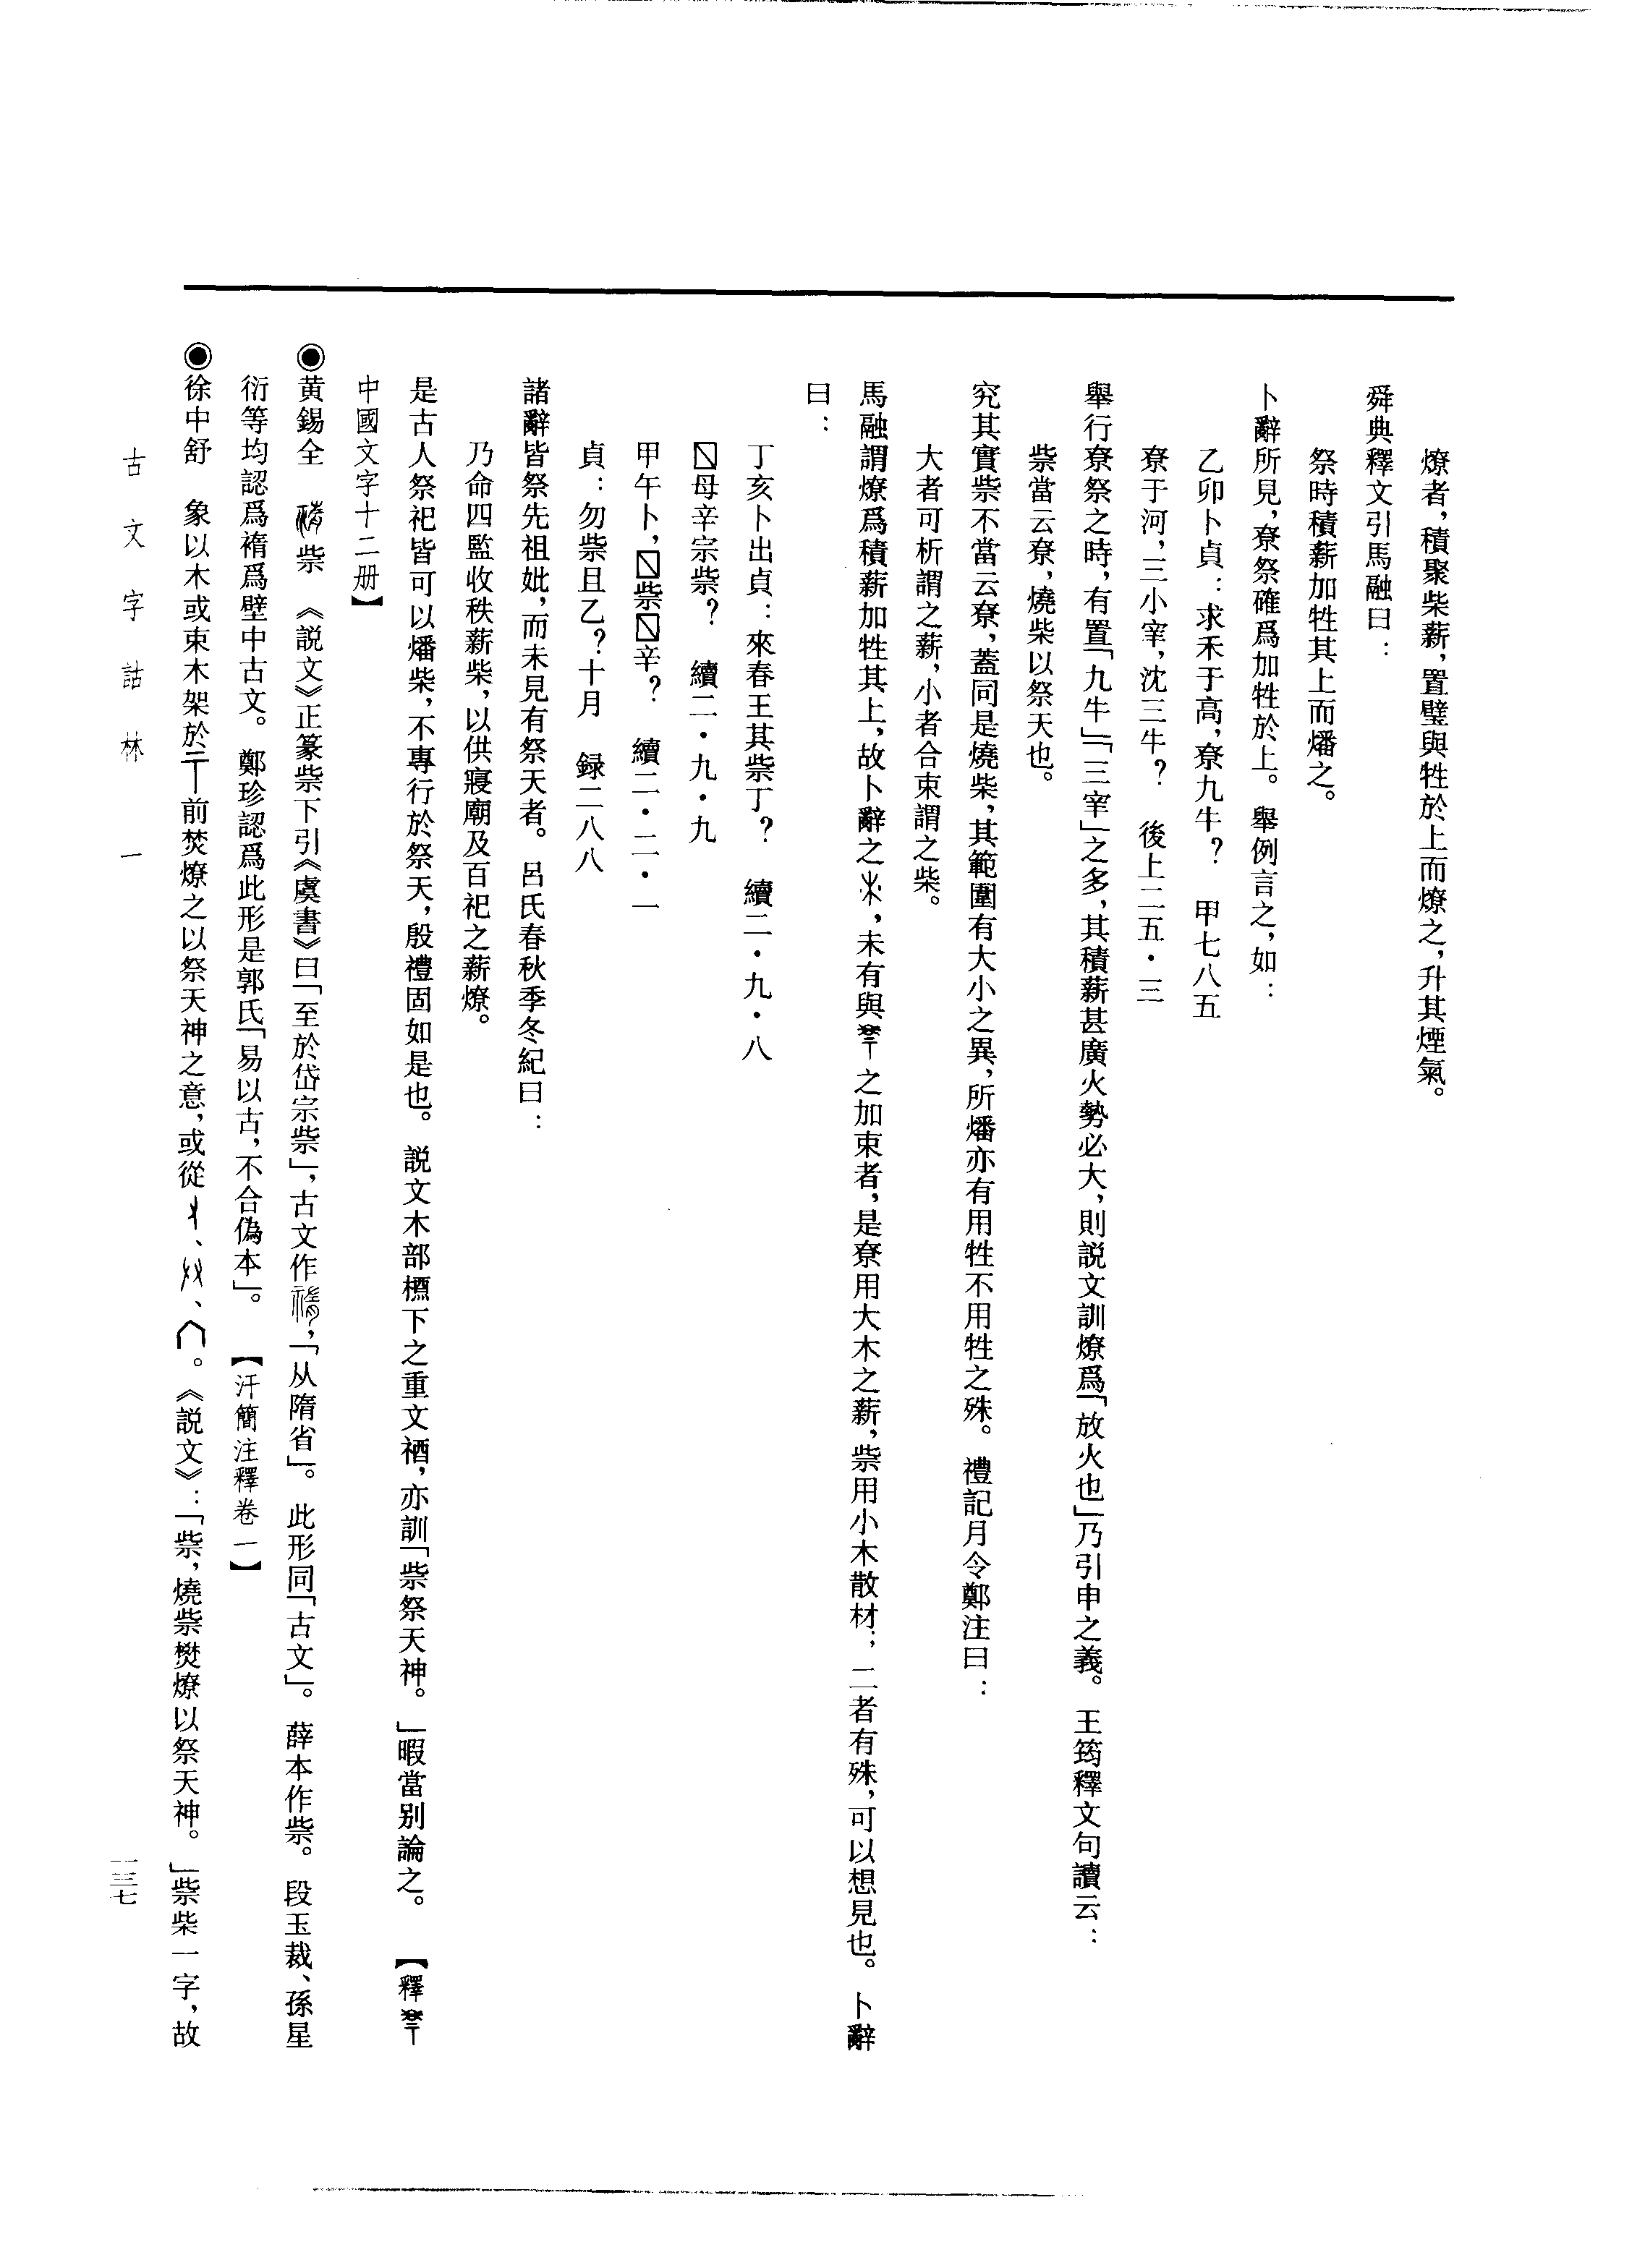 燎者，積聚柴薪，置璧與牲於上而燎之，升其煙氣。
舜典釋文引馬融曰：
祭時積薪加牲其上而燔之。
卜辭所見，尞祭確爲加牲於上。舉例言之，如：
乙卯卜貞：求禾于高，尞九牛？　甲七八五
尞于河，三小宰，沈三牛？　後上二五·三
舉行尞祭之時，有置「九牛」「三宰」之多，其積薪甚廣火勢必大，則説文訓燎爲「放火也」乃引申之義。王筠釋文句讀云：
祡當云尞，燒柴以祭天也。
究其實祡不當云尞，蓋同是燒柴，其範圍有大小之異，所燔亦有用牲不用牲之殊。禮記月令鄭注曰：
大者可析謂之薪，小者合束謂之柴。
馬融謂燎爲積薪加牲其上，故卜辭之，未有與之加束者，是尞用大木之薪，祡用小木散材；二者有殊，可以想見也。卜辭
曰：
丁亥卜出貞：來春王其祡丁？　續二·九·八
母辛宗祡？　續二·九·九
甲午卜，祡辛？　續二·二·一
貞：勿祡且乙？十月　録二八八
諸辭皆祭先祖妣，而未見有祭天者。呂氏春秋季冬紀曰：
乃命四監收秩薪柴，以供寢廟及百祀之薪燎。
是古人祭祀皆可以燔柴，不專行於祭天，殷禮固如是也。説文木部槱下之重文䄖，亦訓「柴祭天神。」暇當别論之。　【釋
中國文字十二册】
◉黄錫全　祡　《説文》正篆祡下引《虞書》曰「至於岱宗祡」，古文作，「从隋省」。此形同「古文」。薛本作祡。段玉裁、孫星
衍等均認爲褙爲壁中古文。鄭珍認爲此形是郭氏「易以古，不合僞本」。　【汗簡注釋卷一】
◉徐中舒　象以木或束木架於前焚燎之以祭天神之意，或從、、。《説文》：「祡，燒祡燓燎以祭天神。」祡柴一字，故
古文字詁林　一
一三七